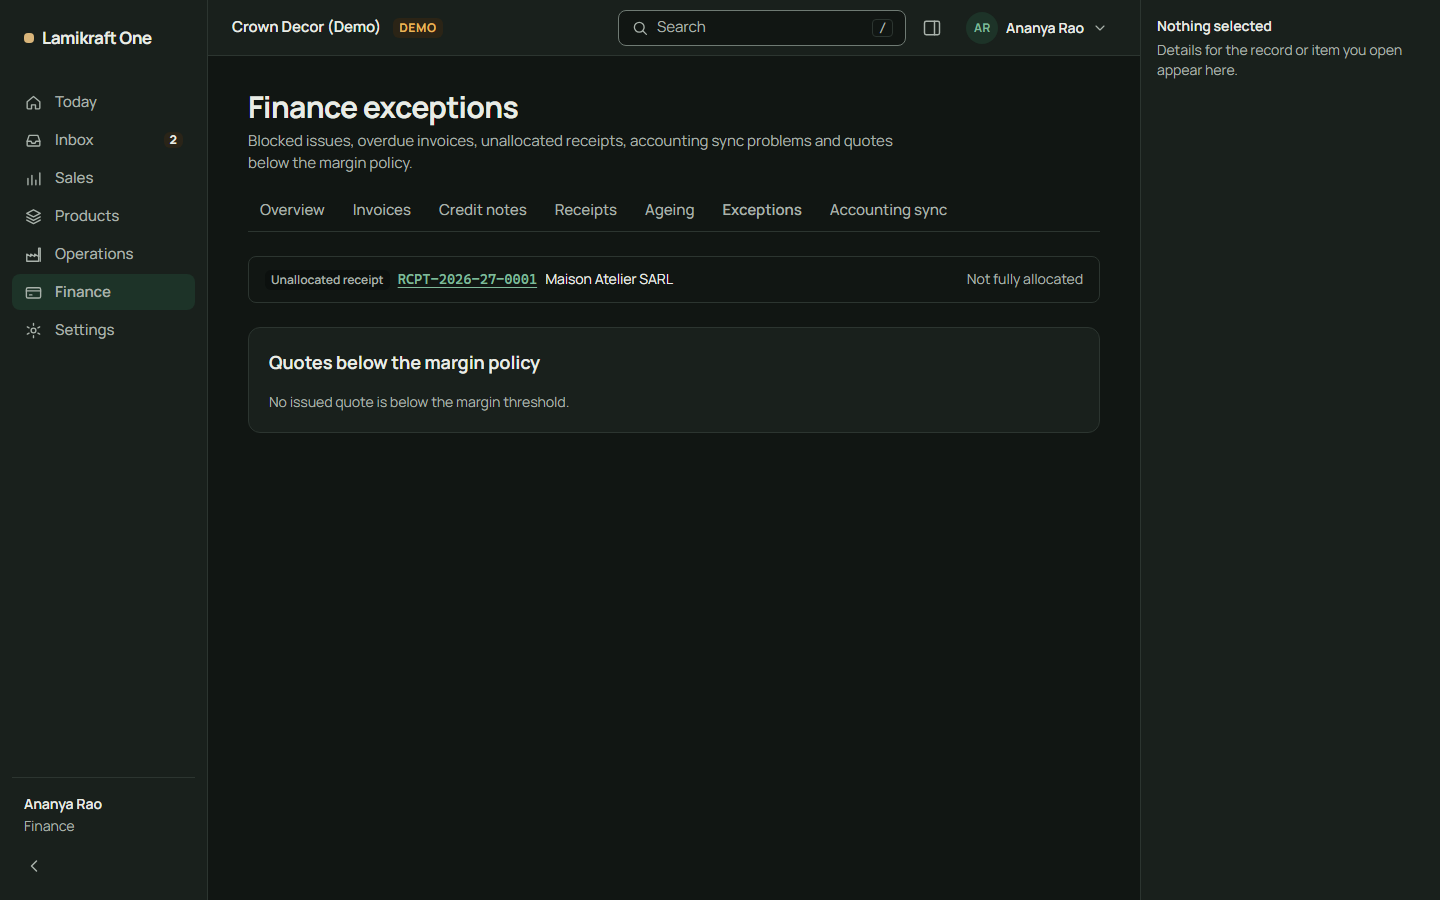 Lamikraft One
Today
Inbox 2
Sales
Products
Operations
Finance
Settings
Ananya Rao
Finance
Crown Decor (Demo) DEMO
Search /
AR Ananya Rao
Finance exceptions
Blocked issues, overdue invoices, unallocated receipts, accounting sync problems and quotes
below the margin policy.
Overview Invoices Credit notes Receipts Ageing Exceptions Accounting sync
Unallocated receipt RCPT-2026-27-0001 Maison Atelier SARL Not fully allocated
Quotes below the margin policy
No issued quote is below the margin threshold.
Nothing selected
Details for the record or item you open
appear here.